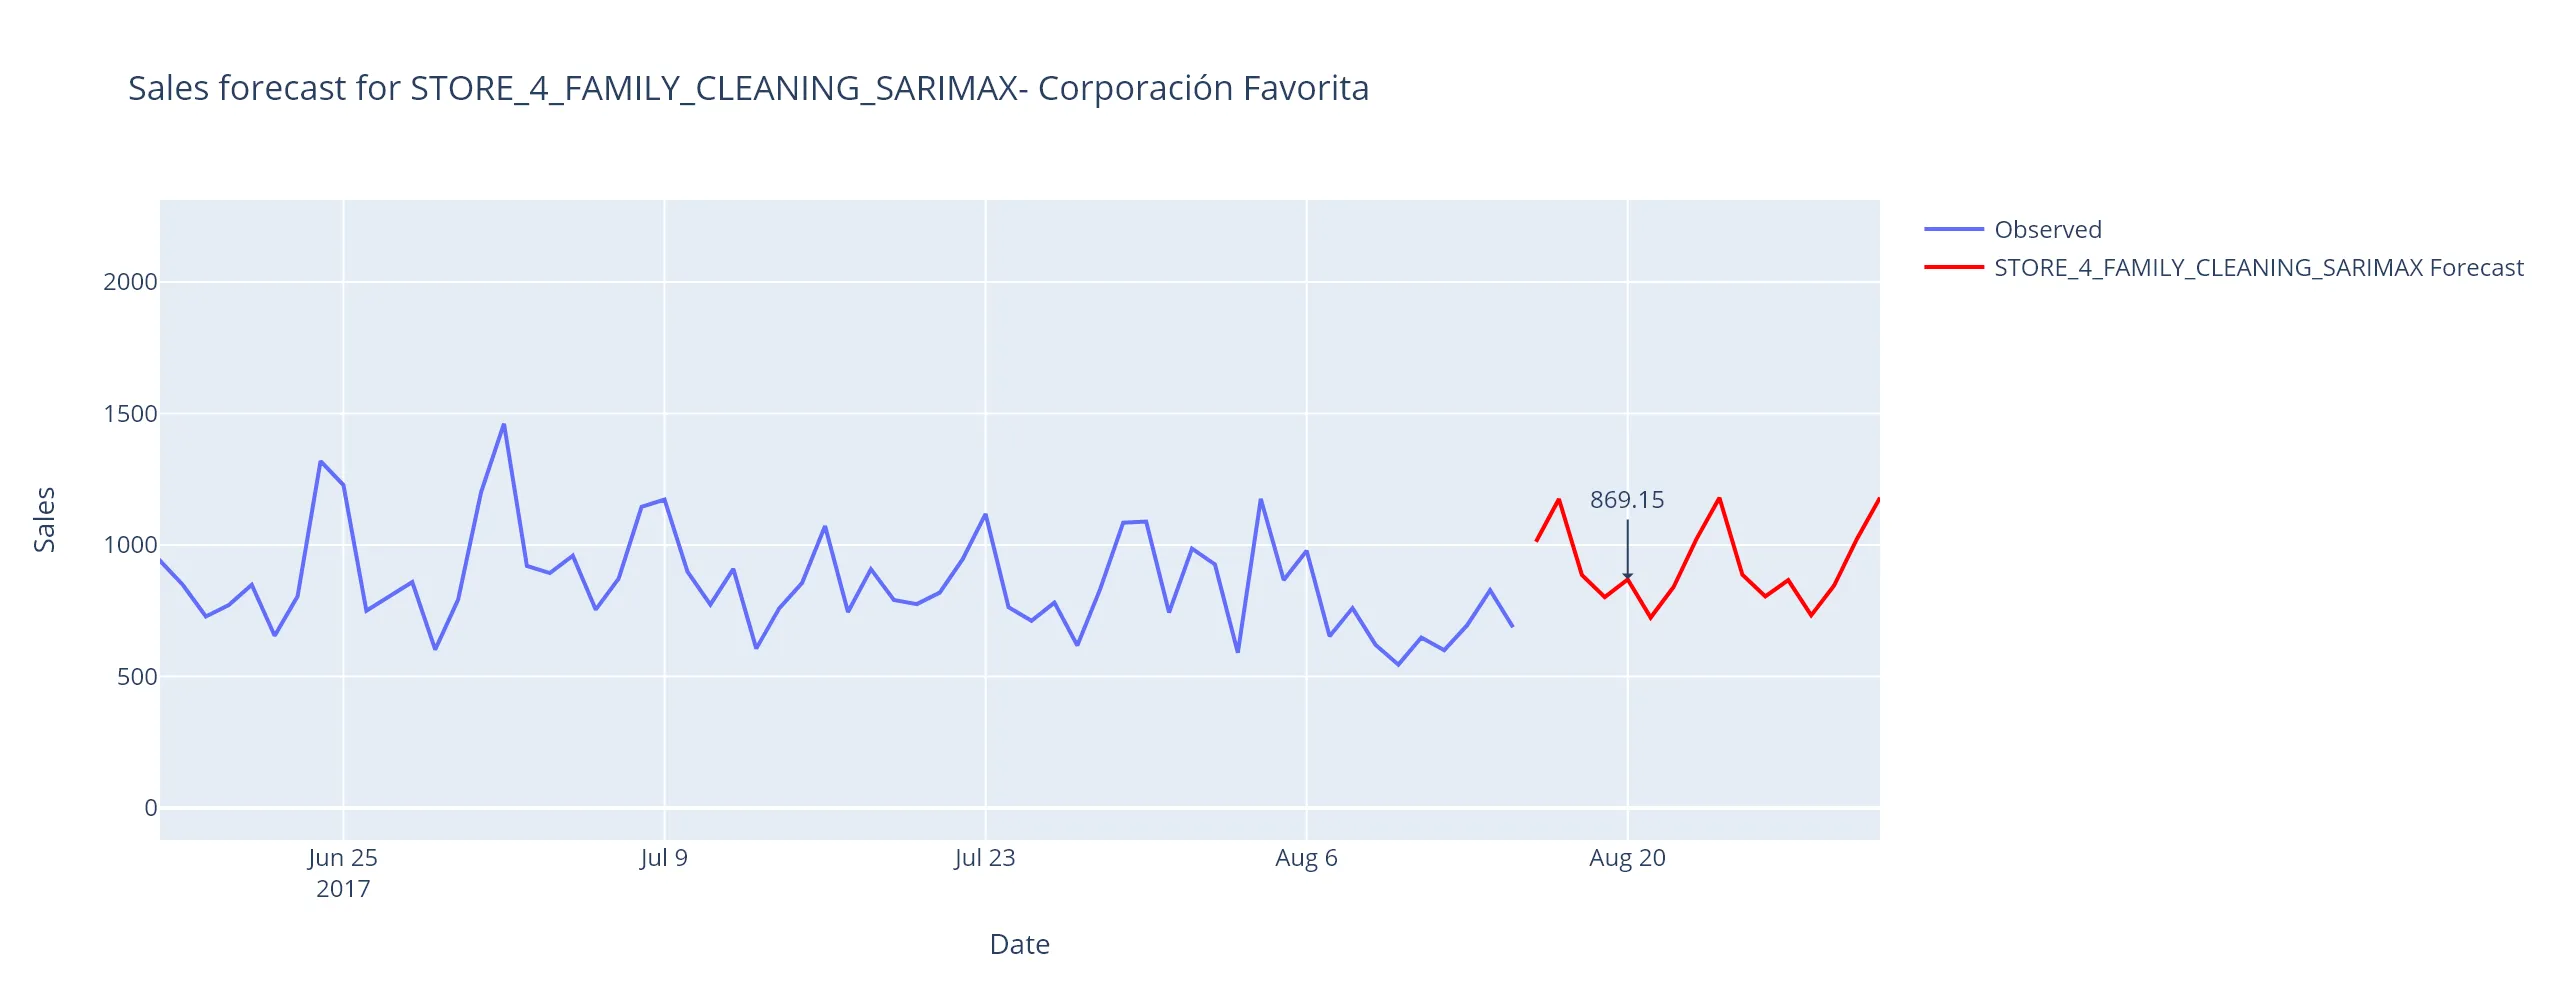 Sales forecast for STORE_4_FAMILY_CLEANING_SARIMAX- Corporación Favorita
Observed
STORE_4_FAMILY_CLEANING_SARIMAX Forecast
2000
1500
1000
500
0
Sales
869.15
Jun 25
2017
Jul 9
Jul 23
Aug 6
Aug 20
Date